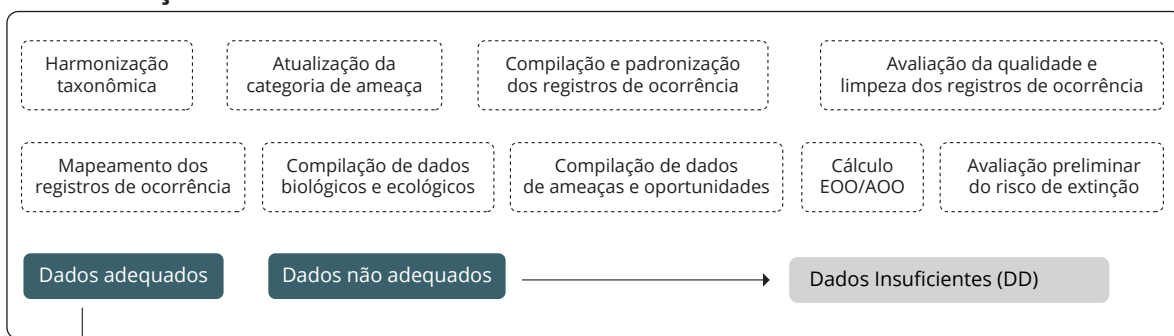 Harmonização
taxonômica
Atualização da
categoria de ameaça
Compilação e padronização
dos registros de ocorrência
Avaliação da qualidade e
limpeza dos registros de ocorrência
Mapeamento dos
registros de ocorrência
Compilação de dados
biológicos e ecológicos
Compilação de dados
de ameaças e oportunidades
Cálculo
EOO/AOO
Avaliação preliminar
do risco de extinção
Dados adequados
Dados não adequados
Dados Insuficientes (DD)